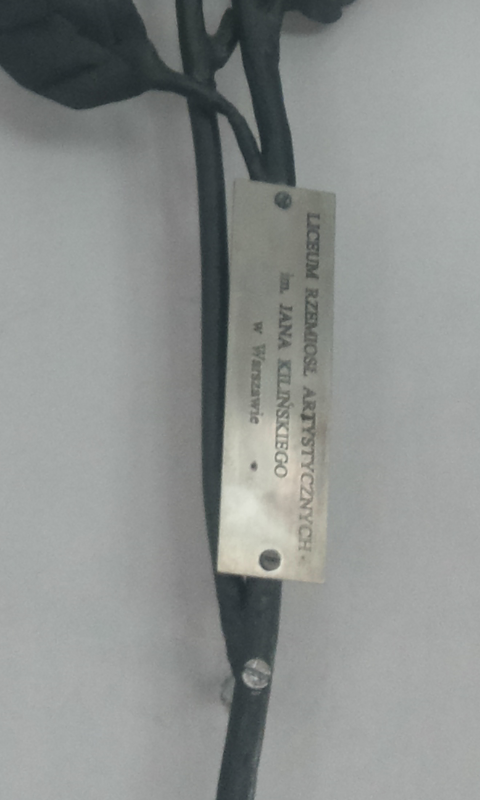 LICEUM RZEMIOSŁ ARTYSTYCZNYCH
im. JANA KILIŃSKIEGO
w Warszawie